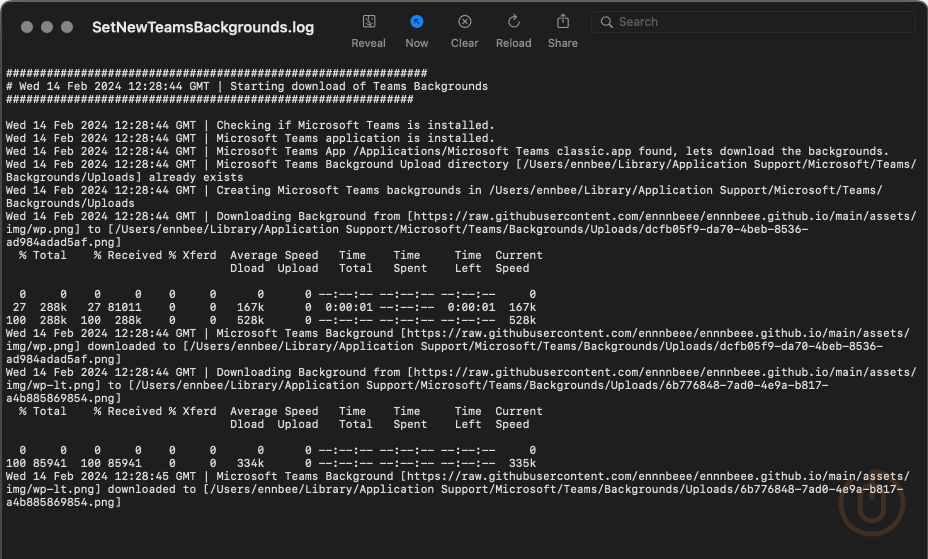 SetNewTeamsBackgrounds.log
Reveal Now Clear Reload Share
Search
##############################################################
# Wed 14 Feb 2024 12:28:44 GMT | Starting download of Teams Backgrounds
############################################################
Wed 14 Feb 2024 12:28:44 GMT | Checking if Microsoft Teams is installed.
Wed 14 Feb 2024 12:28:44 GMT | Microsoft Teams application is installed.
Wed 14 Feb 2024 12:28:44 GMT | Microsoft Teams App /Applications/Microsoft Teams classic.app found, lets download the backgrounds.
Wed 14 Feb 2024 12:28:44 GMT | Microsoft Teams Background Upload directory [/Users/ennbee/Library/Application Support/Microsoft/Teams/
Backgrounds/Uploads] already exists
Wed 14 Feb 2024 12:28:44 GMT | Creating Microsoft Teams backgrounds in /Users/ennbee/Library/Application Support/Microsoft/Teams/
Backgrounds/Uploads
Wed 14 Feb 2024 12:28:44 GMT | Downloading Background from [https://raw.githubusercontent.com/ennnbeee/ennnbeee.github.io/main/assets/
img/wp.png] to [/Users/ennbee/Library/Application Support/Microsoft/Teams/Backgrounds/Uploads/dcfb05f9-da70-4beb-8536-
ad984adad5af.png]
% Total % Received % Xferd Average Speed Time Time Time Current
Dload Upload Total Spent Left Speed
0 0 0 0 0 0 0 0 --:--:-- --:--:-- --:--:-- 0
27 288k 27 81011 0 0 167k 0 0:00:01 --:--:-- 0:00:01 167k
100 288k 100 288k 0 0 528k 0 --:--:-- --:--:-- --:--:-- 528k
Wed 14 Feb 2024 12:28:44 GMT | Microsoft Teams Background [https://raw.githubusercontent.com/ennnbeee/ennnbeee.github.io/main/assets/
img/wp.png] downloaded to [/Users/ennbee/Library/Application Support/Microsoft/Teams/Backgrounds/Uploads/dcfb05f9-da70-4beb-8536-
ad984adad5af.png]
Wed 14 Feb 2024 12:28:44 GMT | Downloading Background from [https://raw.githubusercontent.com/ennnbeee/ennnbeee.github.io/main/assets/
img/wp-lt.png] to [/Users/ennbee/Library/Application Support/Microsoft/Teams/Backgrounds/Uploads/6b776848-7ad0-4e9a-b817-
a4b885869854.png]
% Total % Received % Xferd Average Speed Time Time Time Current
Dload Upload Total Spent Left Speed
0 0 0 0 0 0 0 0 --:--:-- --:--:-- --:--:-- 0
100 85941 100 85941 0 0 334k 0 --:--:-- --:--:-- --:--:-- 335k
Wed 14 Feb 2024 12:28:45 GMT | Microsoft Teams Background [https://raw.githubusercontent.com/ennnbeee/ennnbeee.github.io/main/assets/
img/wp-lt.png] downloaded to [/Users/ennbee/Library/Application Support/Microsoft/Teams/Backgrounds/Uploads/6b776848-7ad0-4e9a-b817-
a4b885869854.png]